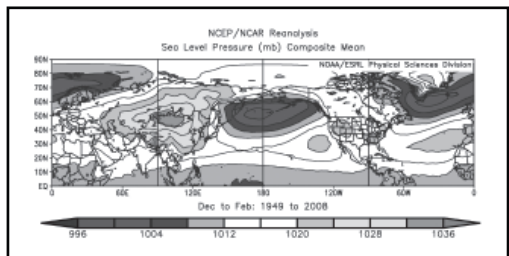 NCEP/NCAR Reanalysis
Sea Level Pressure (mb) Composite Mean
NOAA/ESRL Physical Sciences Division
90N
80N
70N
60N
50N
40N
30N
20N
10N
EQ
0 60E 120E 180 120W 60W 0
Dec to Feb: 1949 to 2008
996 1004 1012 1020 1028 1036